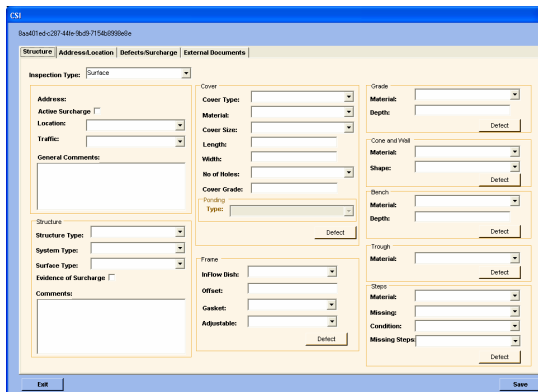 CSI
8aa401ed-c287-44fe-9bd9-7154b8998e8e
Structure Address/Location Defects/Surcharge External Documents
Inspection Type: Surface
Address:
Active Surcharge
Location:
Traffic:
General Comments:
Structure
Structure Type:
System Type:
Surface Type:
Evidence of Surcharge
Comments:
Cover
Cover Type:
Material:
Cover Size:
Length:
Width:
No of Holes:
Cover Grade:
Ponding
Type:
Defect
Frame
InFlow Dish:
Offset:
Gasket:
Adjustable:
Defect
Grade
Material:
Depth:
Defect
Cone and Wall
Material:
Shape:
Defect
Bench
Material:
Depth:
Defect
Trough
Material:
Defect
Steps
Material:
Missing:
Condition:
Missing Steps:
Defect
Exit
Save